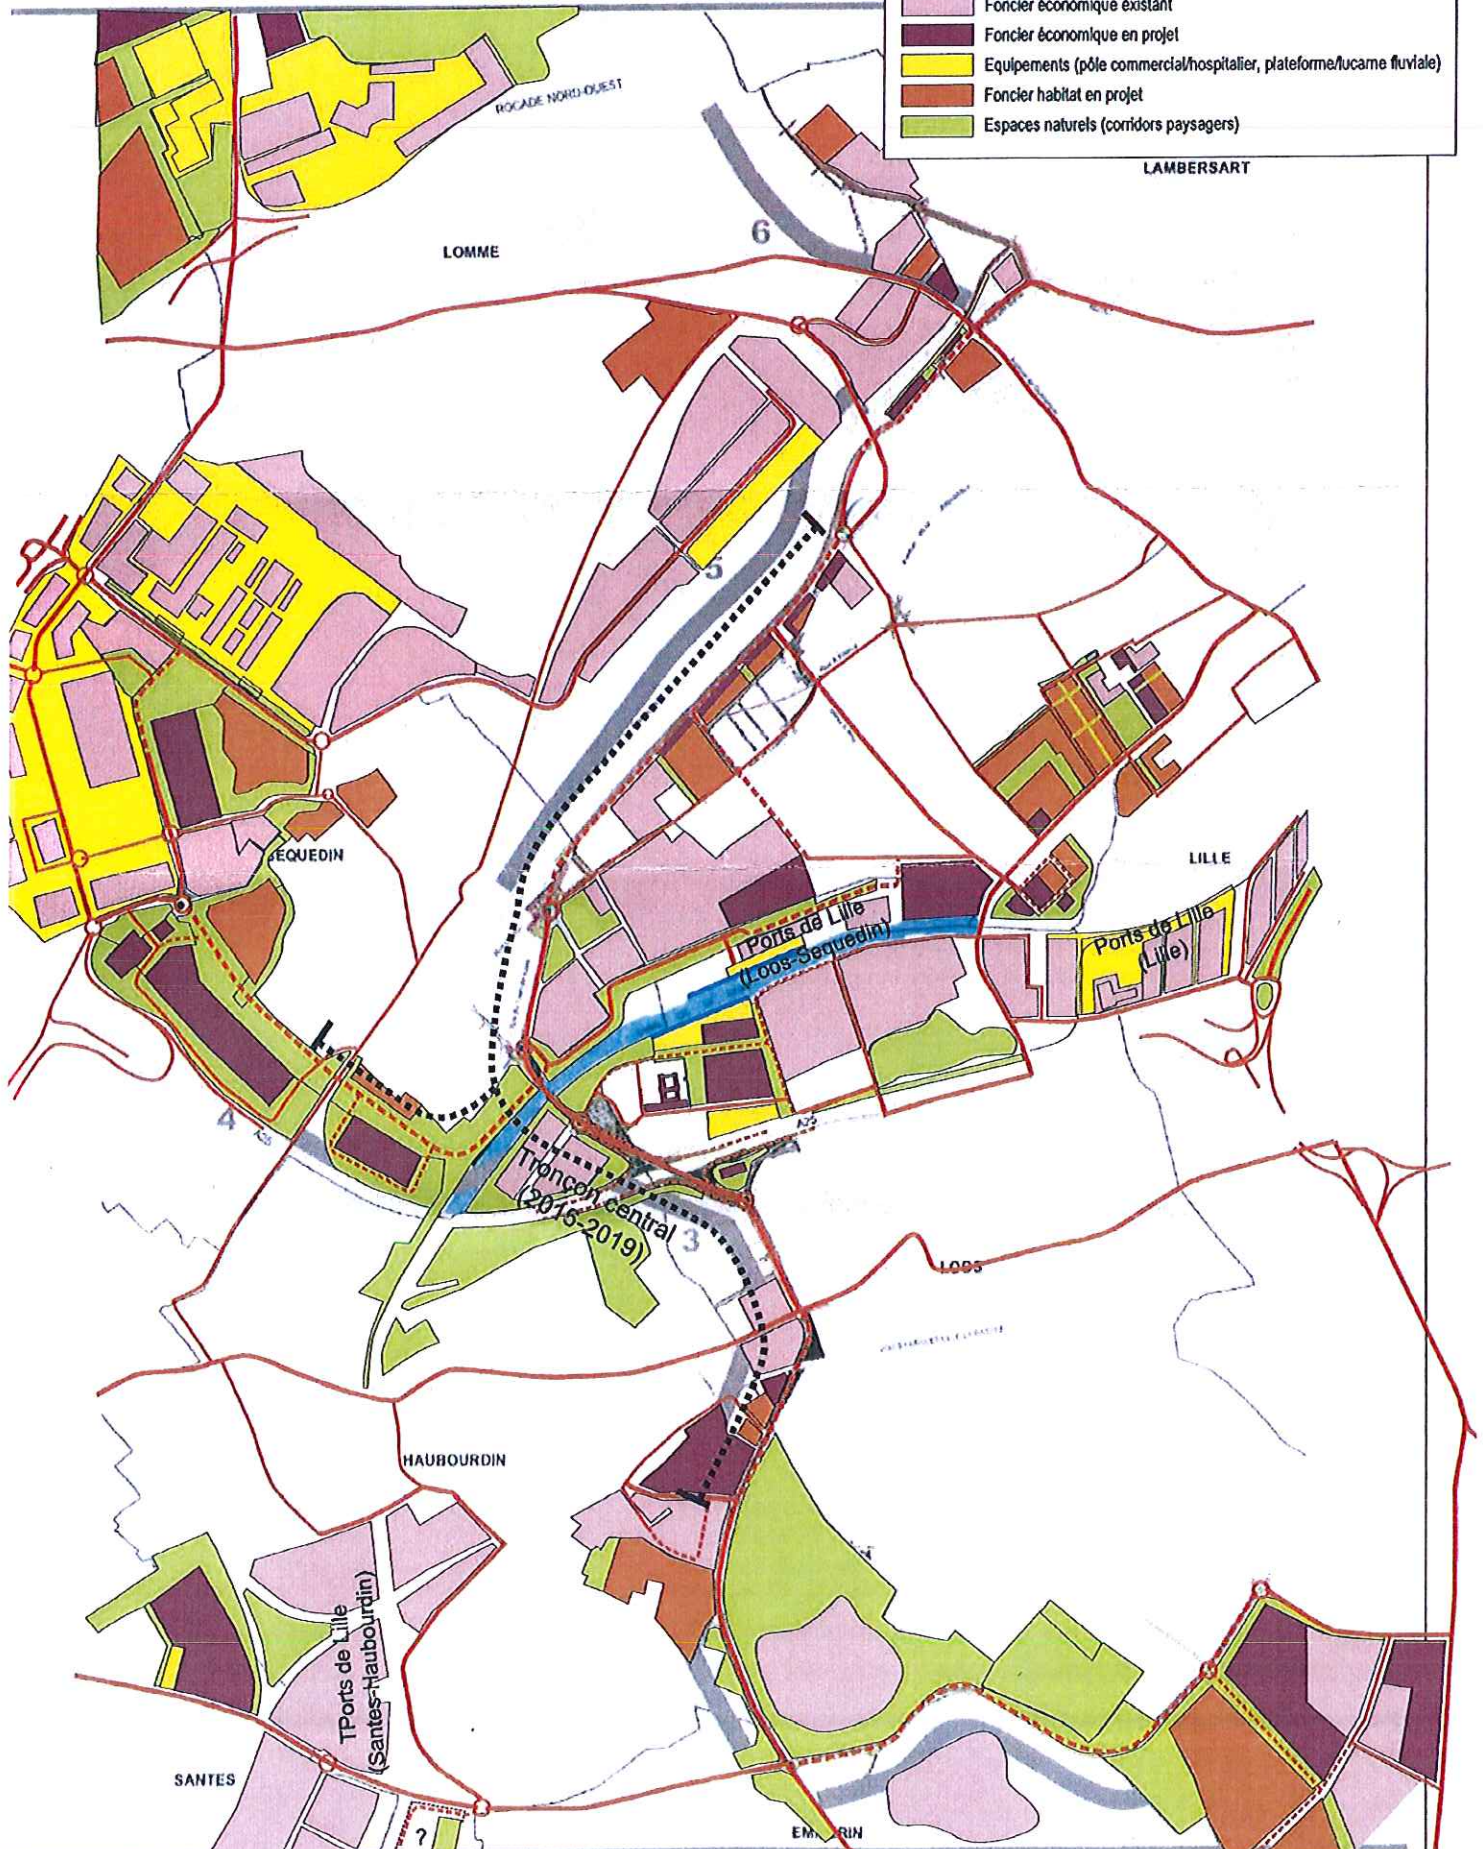 Foncier économique existant
Foncier économique en projet
Equipements (pôle commercial/hospitalier, plateforme/lucarne fluviale)
Foncier habitat en projet
Espaces naturels (corridors paysagers)
ROCADE NORD-OUEST
LAMBERSART
6
LOMME
5
SEQUEDIN
LILLE
Ports de Lille
(Loos-Sequedin)
Ports de Lille
(Lille)
4
A25
A25
Tronçon central
(2015-2019)
3
LOOS
HAUBOURDIN
TPorts de Lille
(Santes-Haubourdin)
SANTES
?